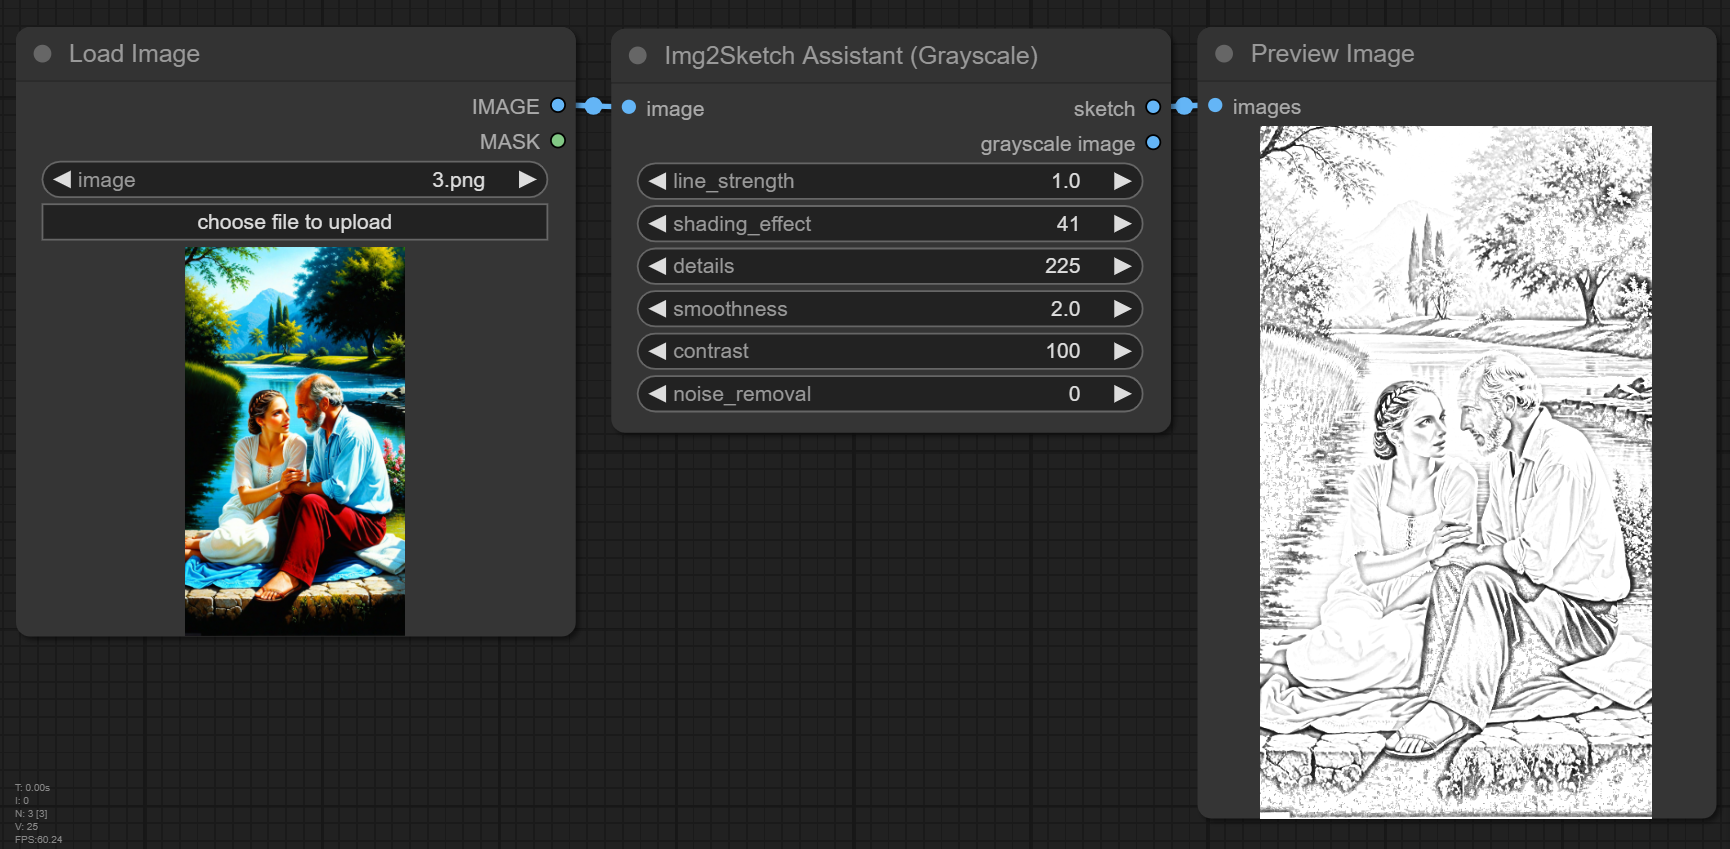 Load Image
IMAGE
MASK
image 3.png
choose file to upload
Img2Sketch Assistant (Grayscale)
image sketch
grayscale image
line_strength 1.0
shading_effect 41
details 225
smoothness 2.0
contrast 100
noise_removal 0
Preview Image
images
T: 0.00s
I: 0
N: 3 [3]
V: 25
FPS:60.24